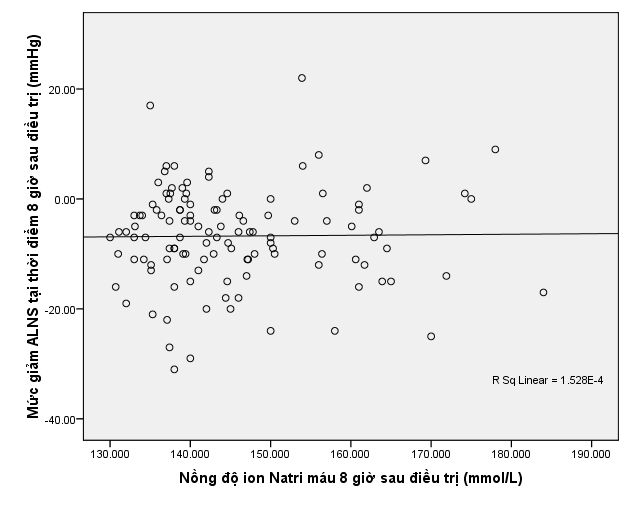 Mức giảm ALNS tại thời điểm 8 giờ sau điều trị (mmHg)
20.00
0.00
-20.00
-40.00
R Sq Linear = 1.528E-4
130.000 140.000 150.000 160.000 170.000 180.000 190.000
Nồng độ ion Natri máu 8 giờ sau điều trị (mmol/L)